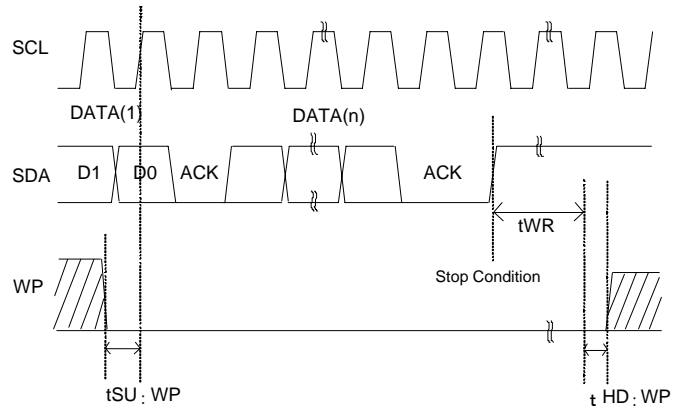 SCL
DATA(1) DATA(n)
SDA D1 D0 ACK ACK
tWR
Stop Condition
WP
tSU : WP
t HD : WP